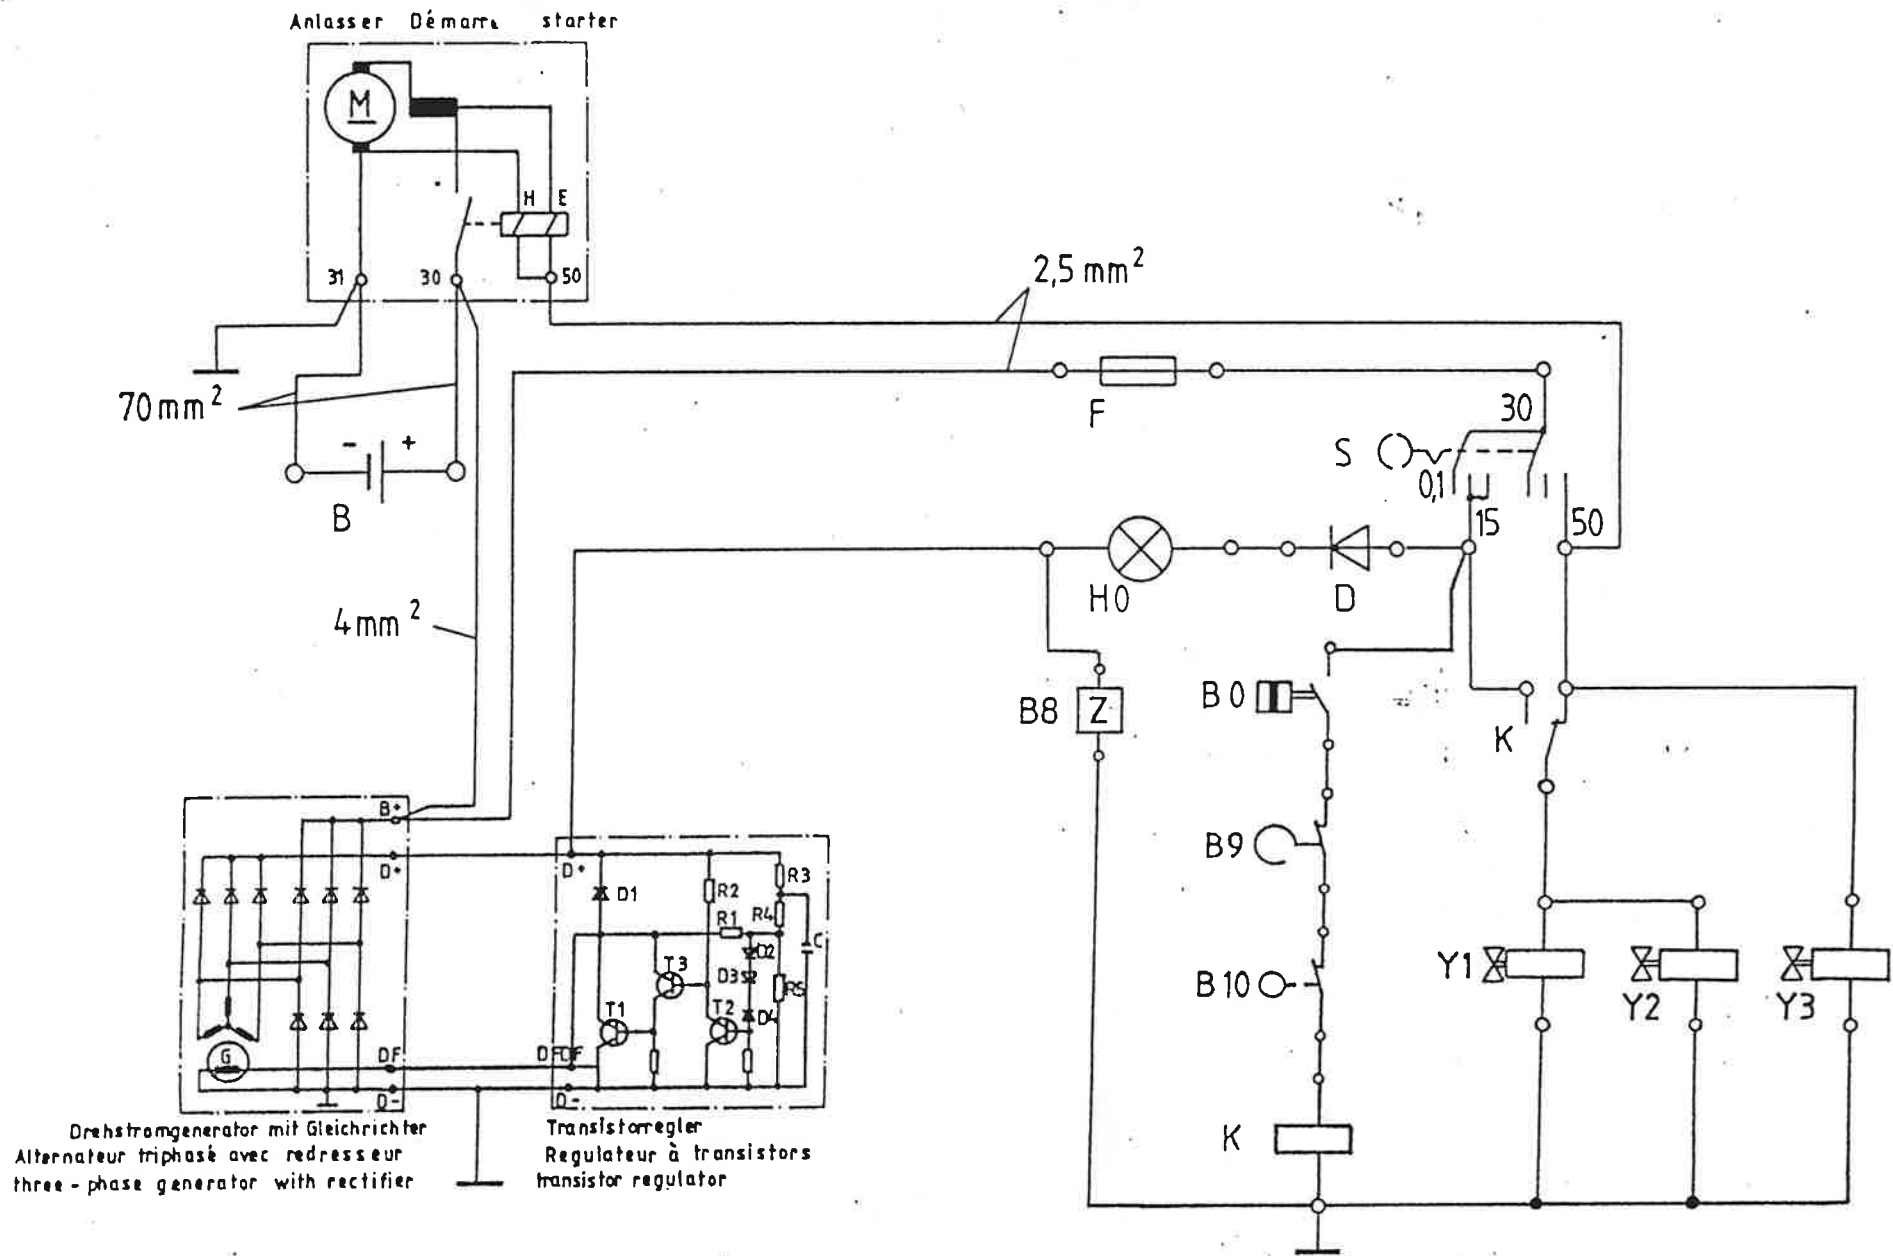 Anlasser Démarr. starter
M
H E
31 30 50
2,5 mm²
70 mm²
- +
B
F
30
S
0,1
15 50
H0 D
4 mm²
B0
B8 Z
K
B9
B10
Y1 Y2 Y3
K
B+
D+ D+
D1 R2 R3
R1 R4
D2 C
T3 D3 R5
T1 T2 D4
G
DF DF DF
D- D-
Drehstromgenerator mit Gleichrichter
Alternateur triphasé avec redresseur
three-phase generator with rectifier
Transistorregler
Regulateur à transistors
transistor regulator